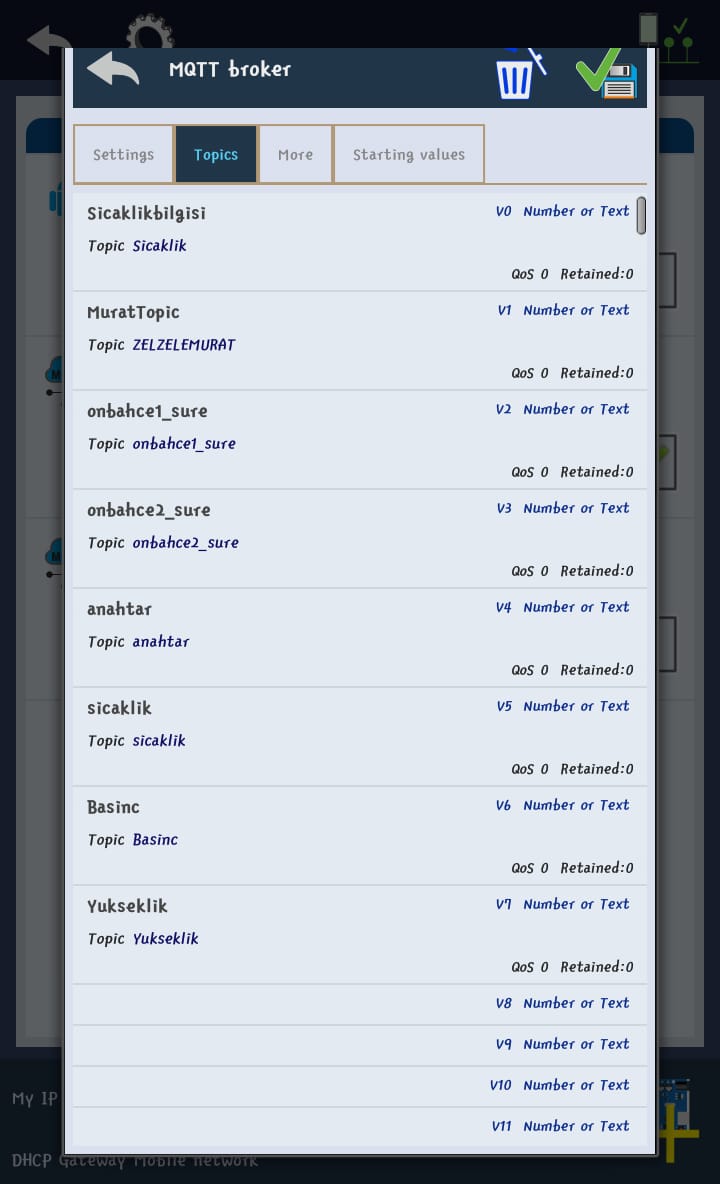 MQTT broker
Settings Topics More Starting values
Sicaklikbilgisi V0 Number or Text
Topic Sicaklik
QoS 0 Retained:0
MuratTopic V1 Number or Text
Topic ZELZELEMURAT
QoS 0 Retained:0
onbahce1_sure V2 Number or Text
Topic onbahce1_sure
QoS 0 Retained:0
onbahce2_sure V3 Number or Text
Topic onbahce2_sure
QoS 0 Retained:0
anahtar V4 Number or Text
Topic anahtar
QoS 0 Retained:0
sicaklik V5 Number or Text
Topic sicaklik
QoS 0 Retained:0
Basinc V6 Number or Text
Topic Basinc
QoS 0 Retained:0
Yukseklik V7 Number or Text
Topic Yukseklik
QoS 0 Retained:0
V8 Number or Text
V9 Number or Text
V10 Number or Text
V11 Number or Text
My IP
DHCP Gateway Mobile network